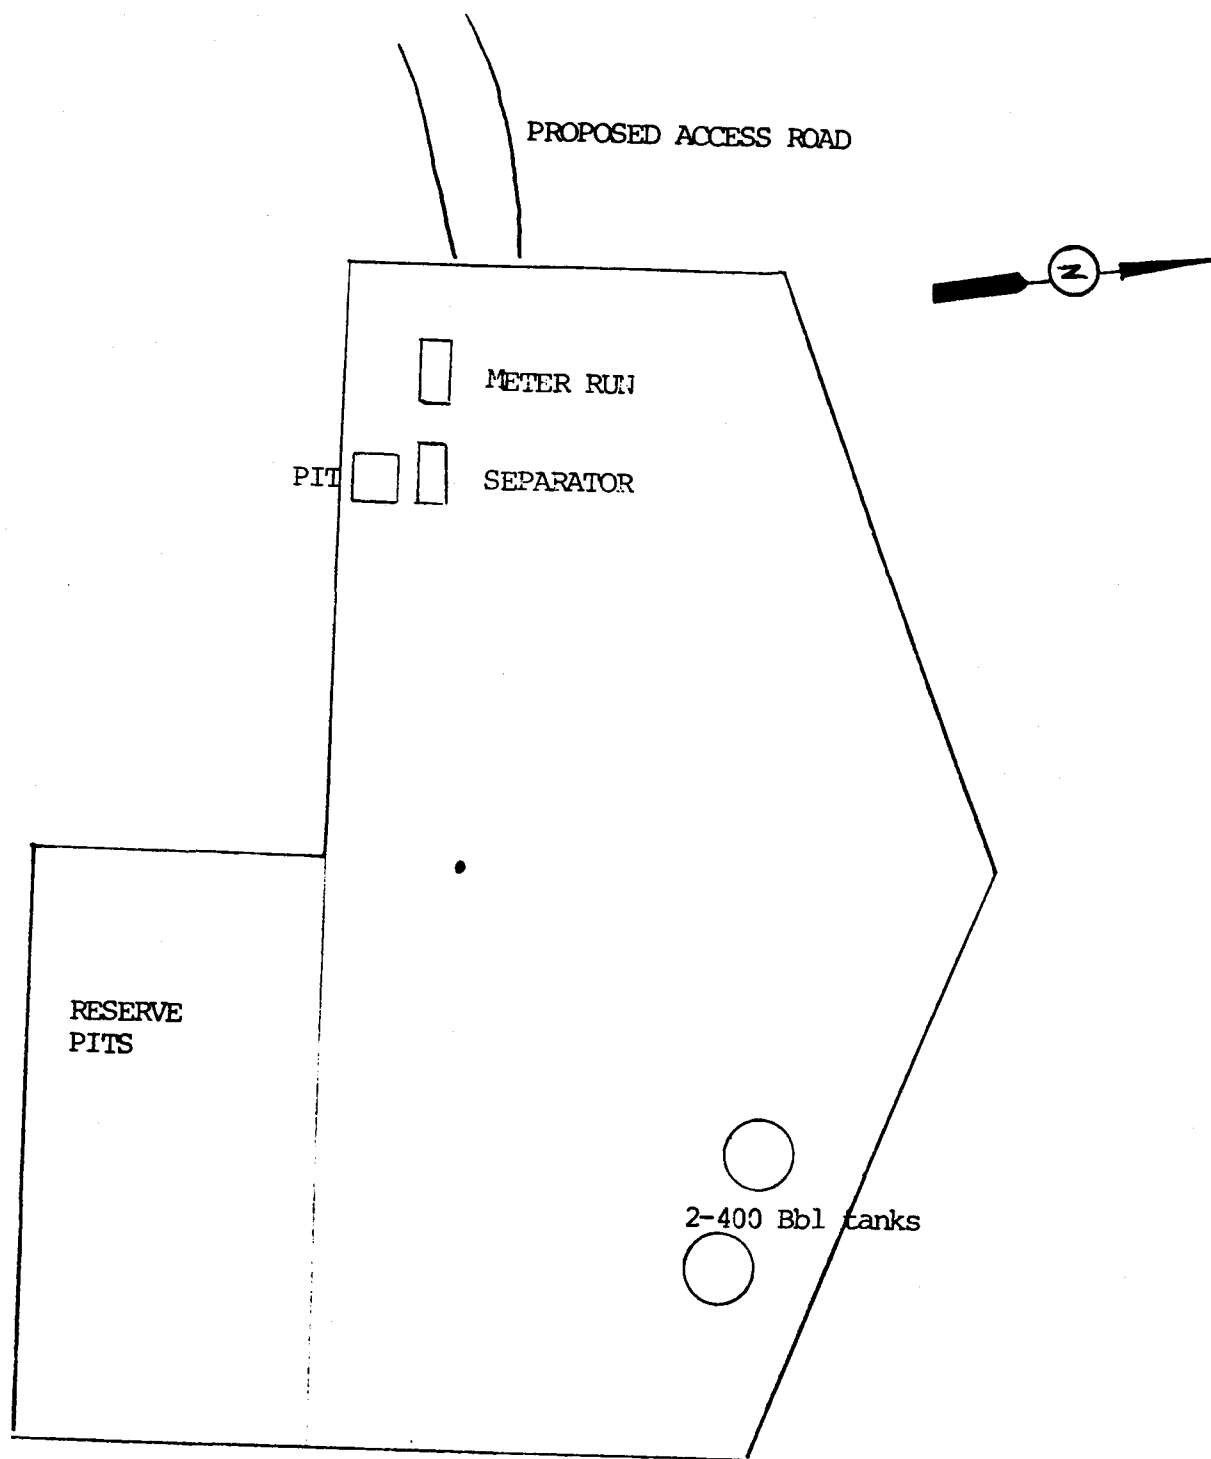 PROPOSED ACCESS ROAD
N
METER RUN
PIT
SEPARATOR
RESERVE
PITS
2-400 Bbl tanks